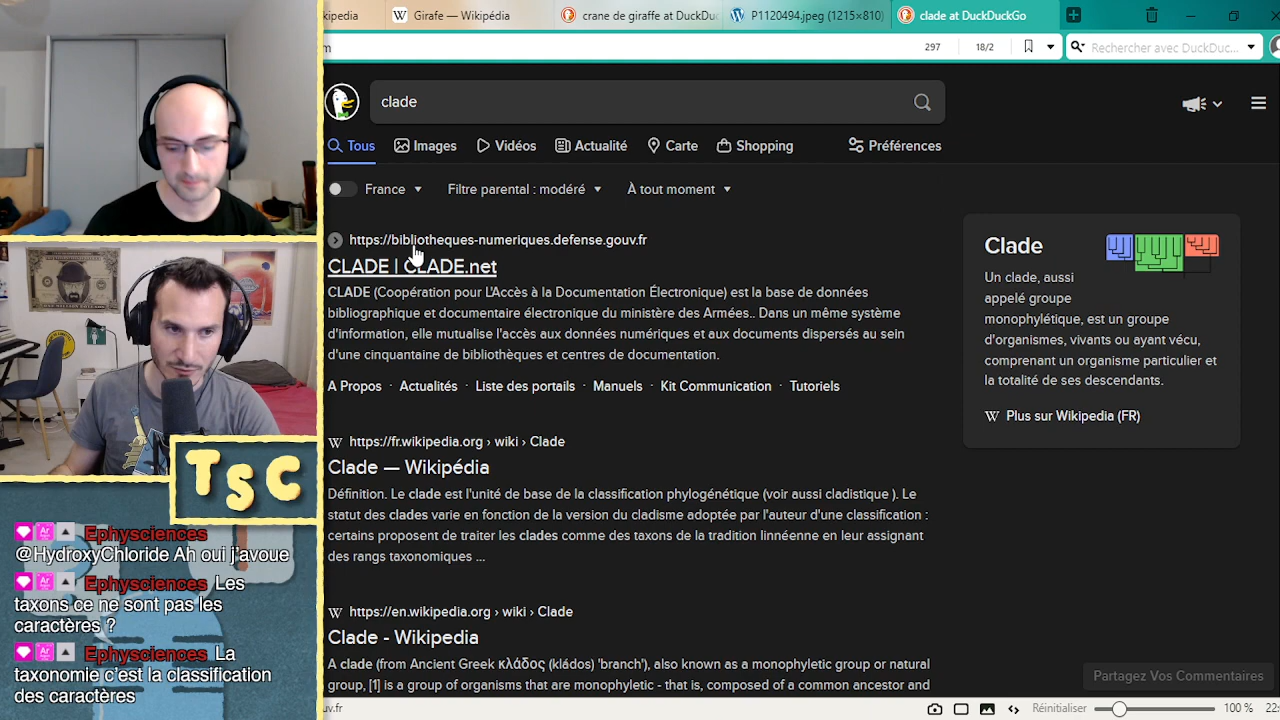 kipedia
Girafe — Wikipédia
crane de giraffe at DuckDu
P1120494.jpeg (1215×810)
clade at DuckDuckGo
m
297
18/2
Rechercher avec DuckDuc...
clade
Tous
Images
Vidéos
Actualité
Carte
Shopping
Préférences
France
Filtre parental : modéré
À tout moment
https://bibliotheques-numeriques.defense.gouv.fr
CLADE | CLADE.net
CLADE (Coopération pour L'Accès à la Documentation Électronique) est la base de données
bibliographique et documentaire électronique du ministère des Armées.. Dans un même système
d'information, elle mutualise l'accès aux données numériques et aux documents dispersés au sein
d'une cinquantaine de bibliothèques et centres de documentation.
A Propos · Actualités · Liste des portails · Manuels · Kit Communication · Tutoriels
https://fr.wikipedia.org › wiki › Clade
Clade — Wikipédia
Définition. Le clade est l'unité de base de la classification phylogénétique (voir aussi cladistique ). Le
statut des clades varie en fonction de la version du cladisme adoptée par l'auteur d'une classification :
certains proposent de traiter les clades comme des taxons de la tradition linnéenne en leur assignant
des rangs taxonomiques ...
https://en.wikipedia.org › wiki › Clade
Clade - Wikipedia
A clade (from Ancient Greek κλάδος (kládos) 'branch'), also known as a monophyletic group or natural
group, [1] is a group of organisms that are monophyletic - that is, composed of a common ancestor and
Clade
Un clade, aussi
appelé groupe
monophylétique, est un groupe
d'organismes, vivants ou ayant vécu,
comprenant un organisme particulier et
la totalité de ses descendants.
Plus sur Wikipedia (FR)
Partagez Vos Commentaires
uv.fr
Réinitialiser
100 %
22:
TSC
Ar Ephysciences
@HydroxyChloride Ah oui j'avoue
Ar Ephysciences Les
taxons ce ne sont pas les
caractères ?
Ar Ephysciences La
taxonomie c'est la classification
des caractères